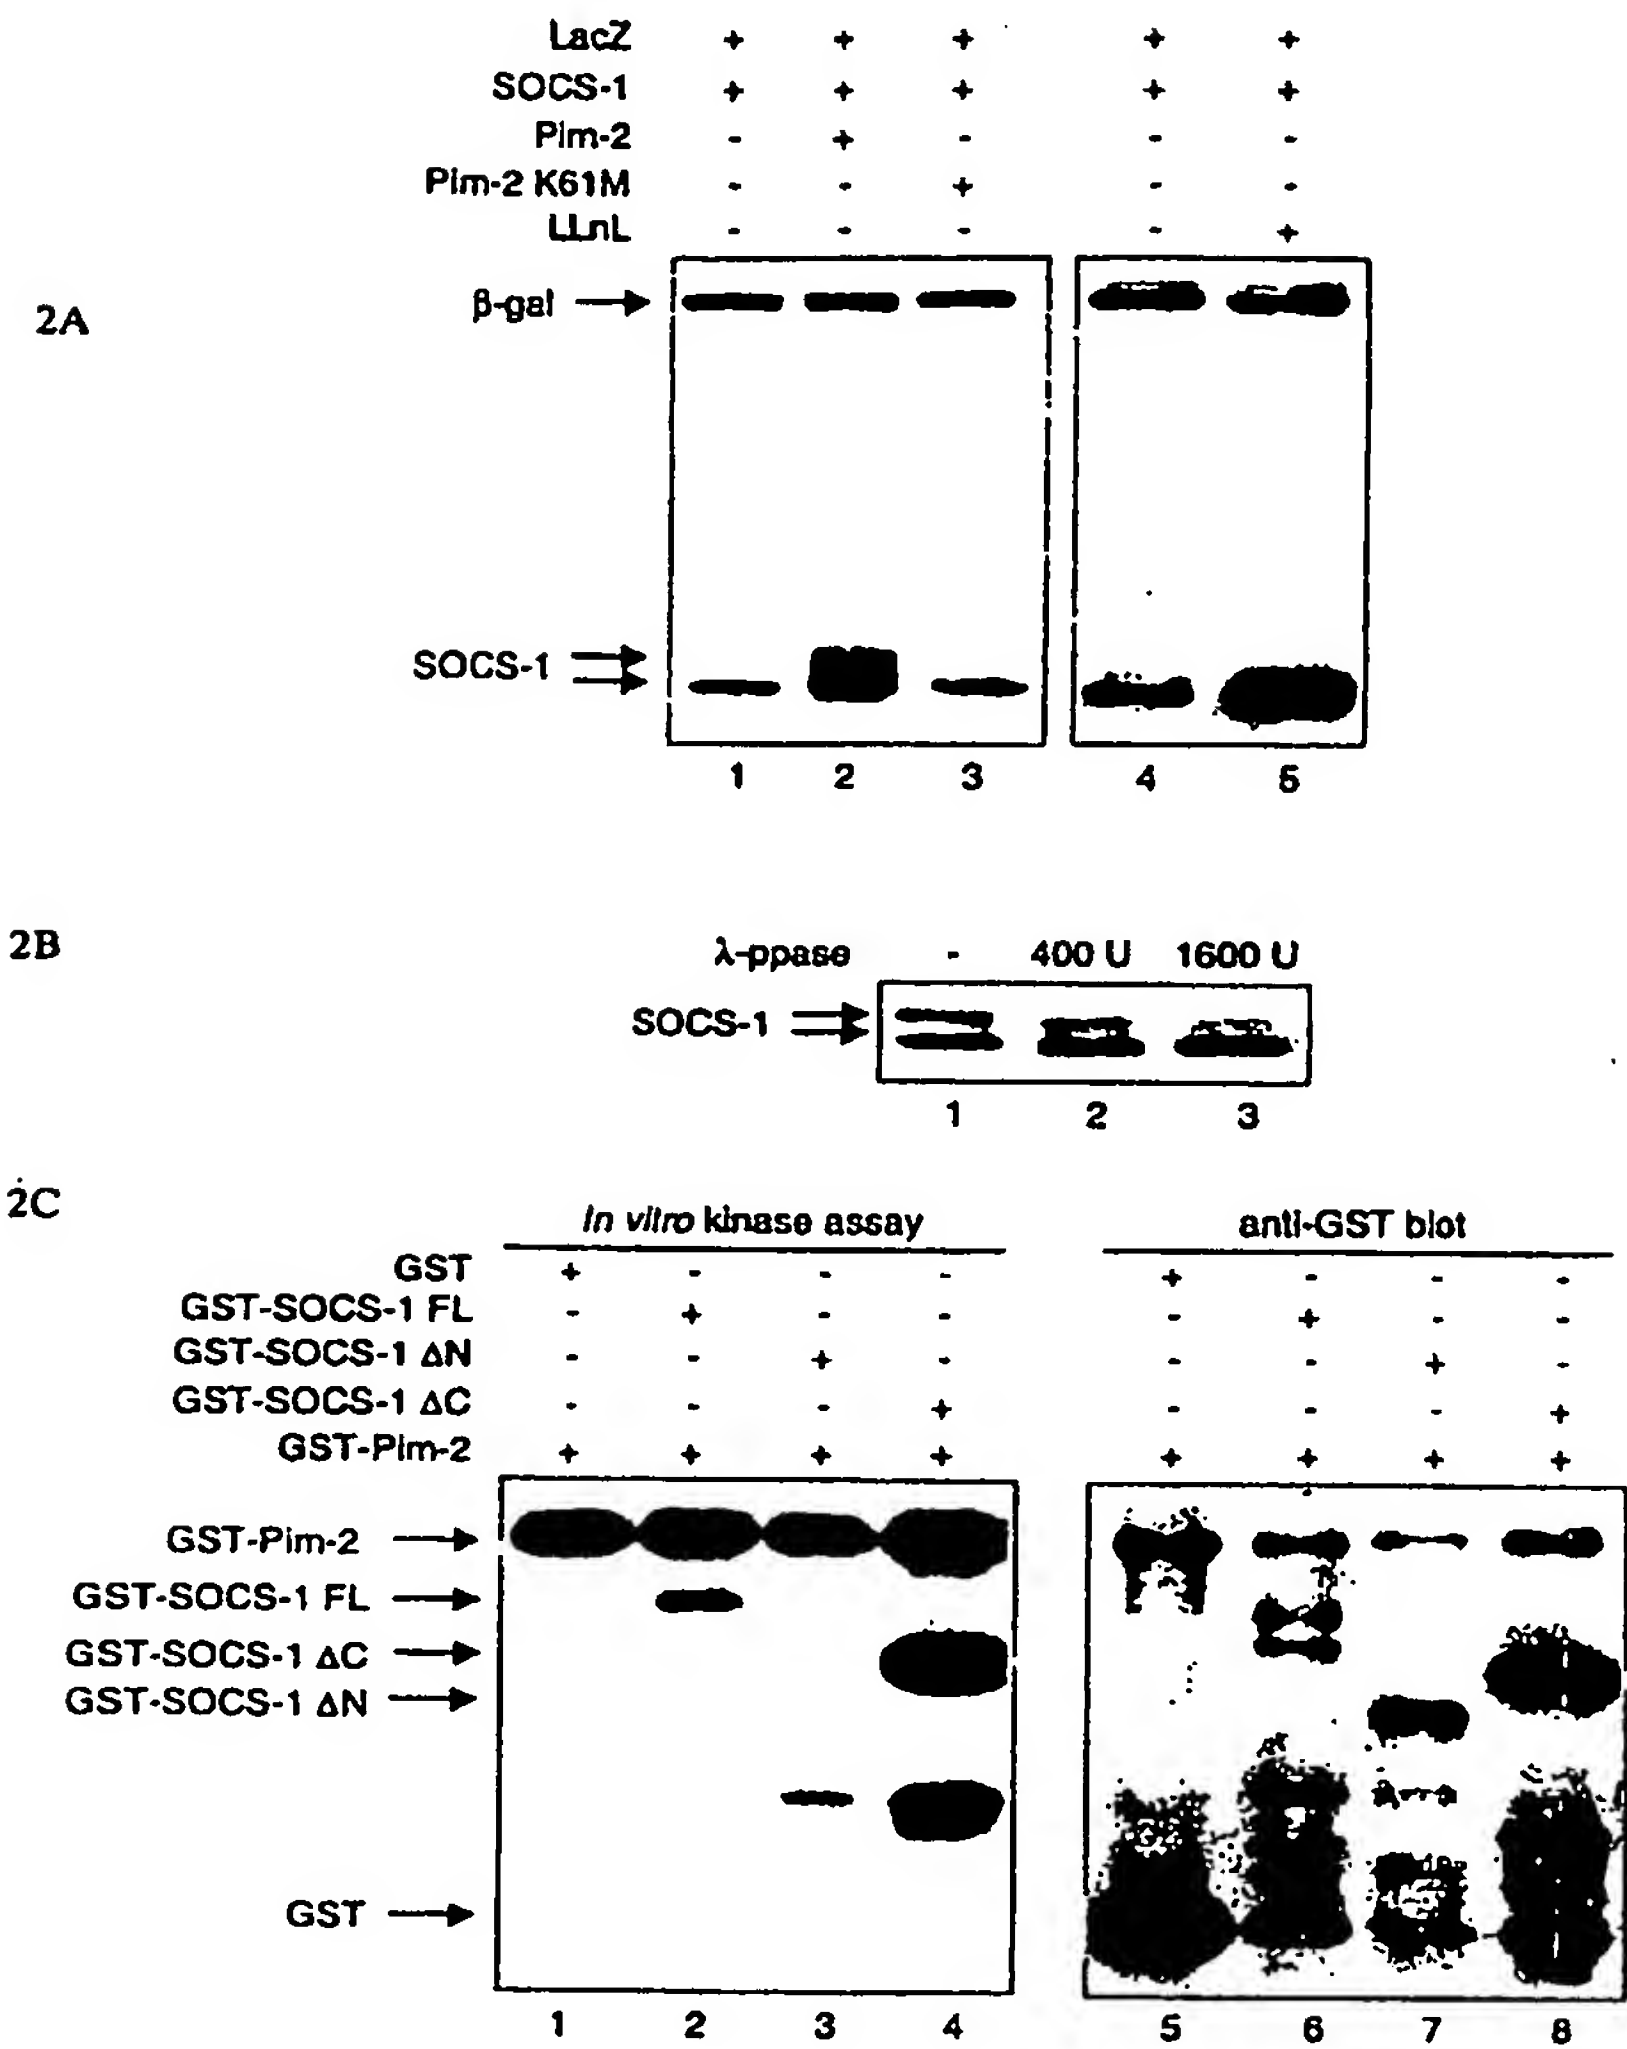 LacZ + + + + +
SOCS-1 + + + + +
Pim-2 - + - - -
Pim-2 K61M - - + - -
LLnL - - - - +
2A
β-gal
SOCS-1
1 2 3 4 5
2B
λ-ppase - 400 U 1600 U
SOCS-1
1 2 3
2C
In vitro kinase assay anti-GST blot
GST + - - - + - - -
GST-SOCS-1 FL - + - - - + - -
GST-SOCS-1 ΔN - - + - - - + -
GST-SOCS-1 ΔC - - - + - - - +
GST-Pim-2 + + + + + + + +
GST-Pim-2
GST-SOCS-1 FL
GST-SOCS-1 ΔC
GST-SOCS-1 ΔN
GST
1 2 3 4 5 6 7 8